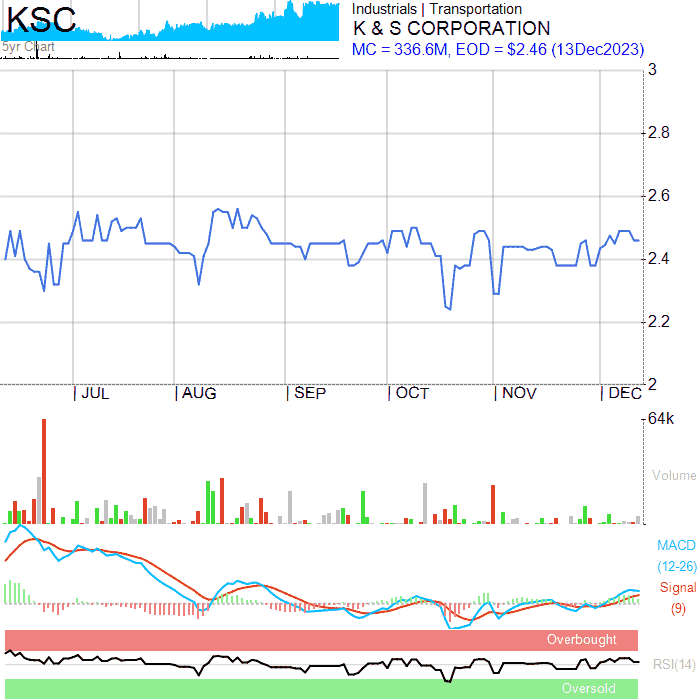 KSC
5yr Chart
Industrials | Transportation
K & S CORPORATION
MC = 336.6M, EOD = $2.46 (13Dec2023)
3
2.8
2.6
2.4
2.2
2
| JUL | AUG | SEP | OCT | NOV | DEC
64k
Volume
MACD
(12-26)
Signal
(9)
Overbought
RSI(14)
Oversold